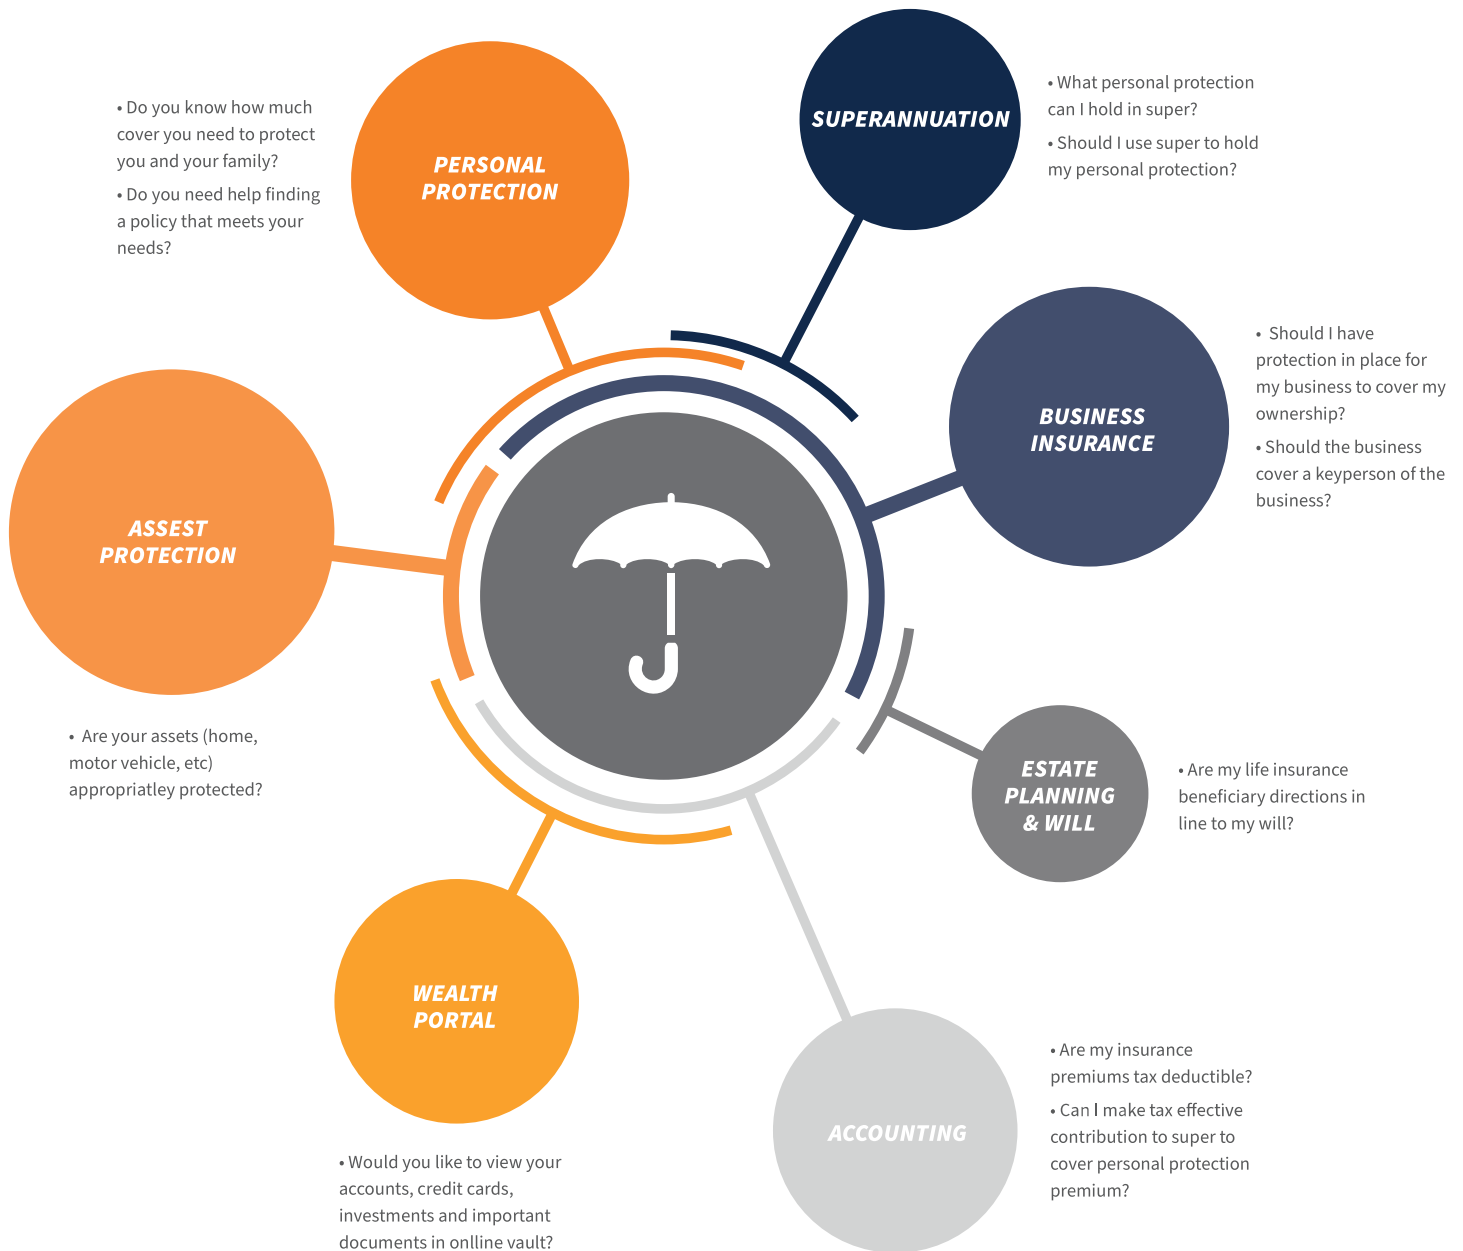 • Do you know how much
cover you need to protect
you and your family?
• Do you need help finding
a policy that meets your
needs?
PERSONAL
PROTECTION
SUPERANNUATION
• What personal protection
can I hold in super?
• Should I use super to hold
my personal protection?
BUSINESS
INSURANCE
• Should I have
protection in place for
my business to cover my
ownership?
• Should the business
cover a keyperson of the
business?
ASSEST
PROTECTION
• Are your assets (home,
motor vehicle, etc)
appropriatley protected?
ESTATE
PLANNING
& WILL
• Are my life insurance
beneficiary directions in
line to my will?
WEALTH
PORTAL
• Would you like to view your
accounts, credit cards,
investments and important
documents in onlline vault?
ACCOUNTING
• Are my insurance
premiums tax deductible?
• Can I make tax effective
contribution to super to
cover personal protection
premium?